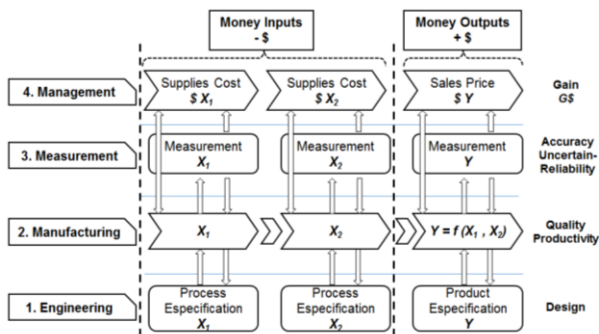 Money Inputs
- $
Money Outputs
+ $
4. Management
Supplies Cost
$ X₁
Supplies Cost
$ X₂
Sales Price
$ Y
Gain
G$
3. Measurement
Measurement
X₁
Measurement
X₂
Measurement
Y
Accuracy
Uncertain-
Reliability
2. Manufacturing
X₁
X₂
Y = f (X₁ , X₂)
Quality
Productivity
1. Engineering
Process
Especification
X₁
Process
Especification
X₂
Product
Especification
Y
Design